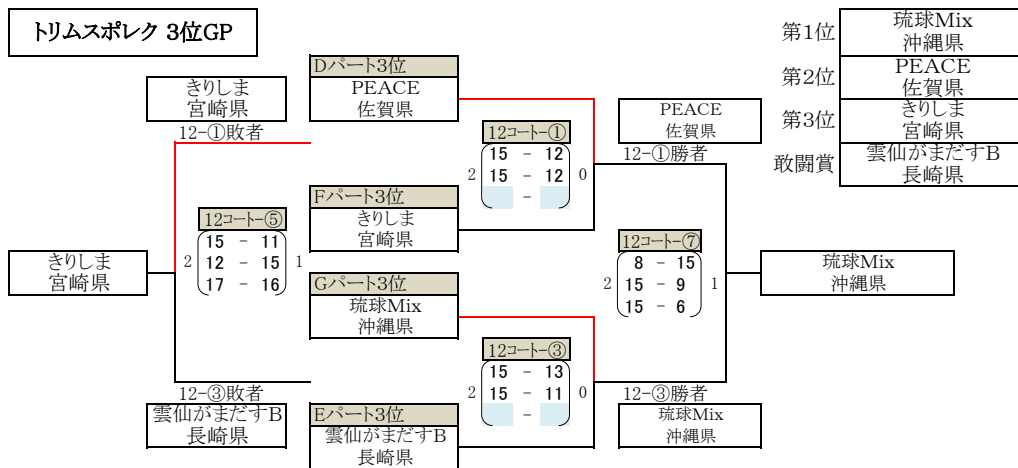 トリムスポレク 3位GP
第1位
琉球Mix
沖縄県
第2位
PEACE
佐賀県
第3位
きりしま
宮崎県
敢闘賞
雲仙がまだすB
長崎県
Dパート3位
PEACE
佐賀県
きりしま
宮崎県
12-①敗者
12コート-①
15 - 12
2 15 - 12 0
-
PEACE
佐賀県
12-①勝者
Fパート3位
きりしま
宮崎県
12コート-⑤
15 - 11
2 12 - 15 1
17 - 16
きりしま
宮崎県
12コート-⑦
8 - 15
2 15 - 9 1
15 - 6
琉球Mix
沖縄県
Gパート3位
琉球Mix
沖縄県
12コート-③
15 - 13
2 15 - 11 0
-
12-③敗者
雲仙がまだすB
長崎県
Eパート3位
雲仙がまだすB
長崎県
12-③勝者
琉球Mix
沖縄県